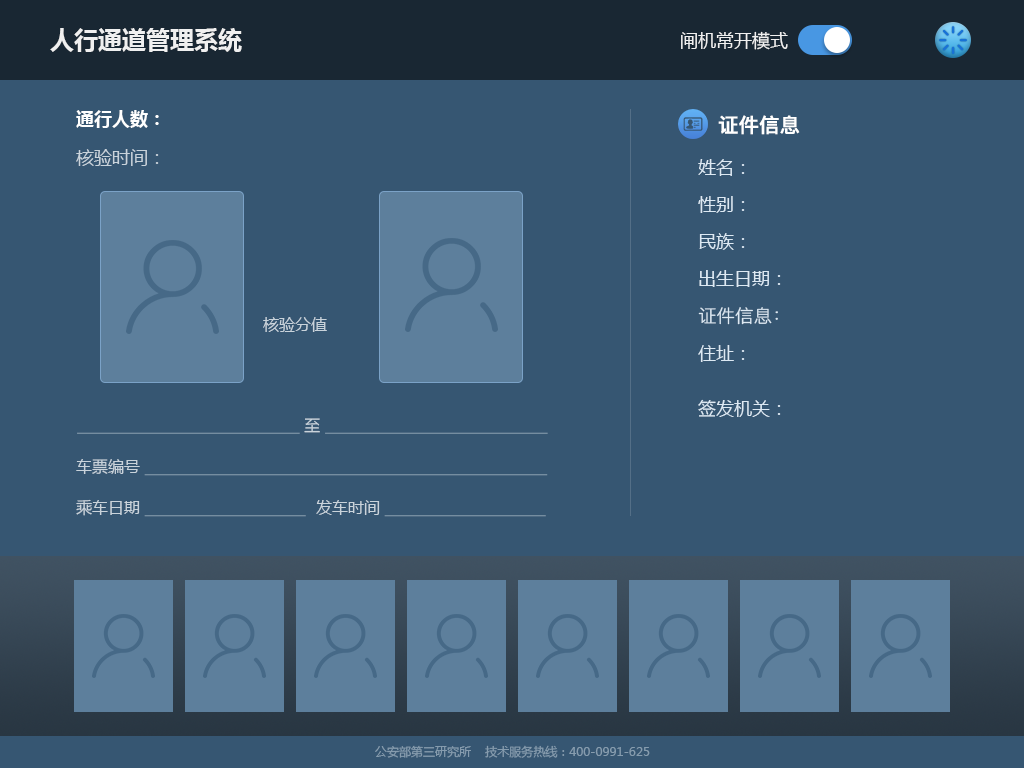 人行通道管理系统
闸机常开模式
通行人数：
核验时间：
核验分值
至
车票编号
乘车日期 发车时间
证件信息
姓名：
性别：
民族：
出生日期：
证件信息:
住址：
签发机关：
公安部第三研究所 技术服务热线：400-0991-625